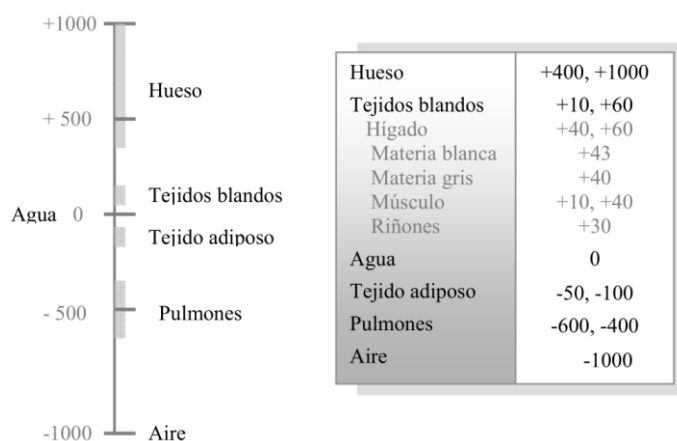 +1000
Hueso
+ 500
Tejidos blandos
Agua 0
Tejido adiposo
- 500
Pulmones
-1000 Aire
Hueso +400, +1000
Tejidos blandos +10, +60
Hígado +40, +60
Materia blanca +43
Materia gris +40
Músculo +10, +40
Riñones +30
Agua 0
Tejido adiposo -50, -100
Pulmones -600, -400
Aire -1000